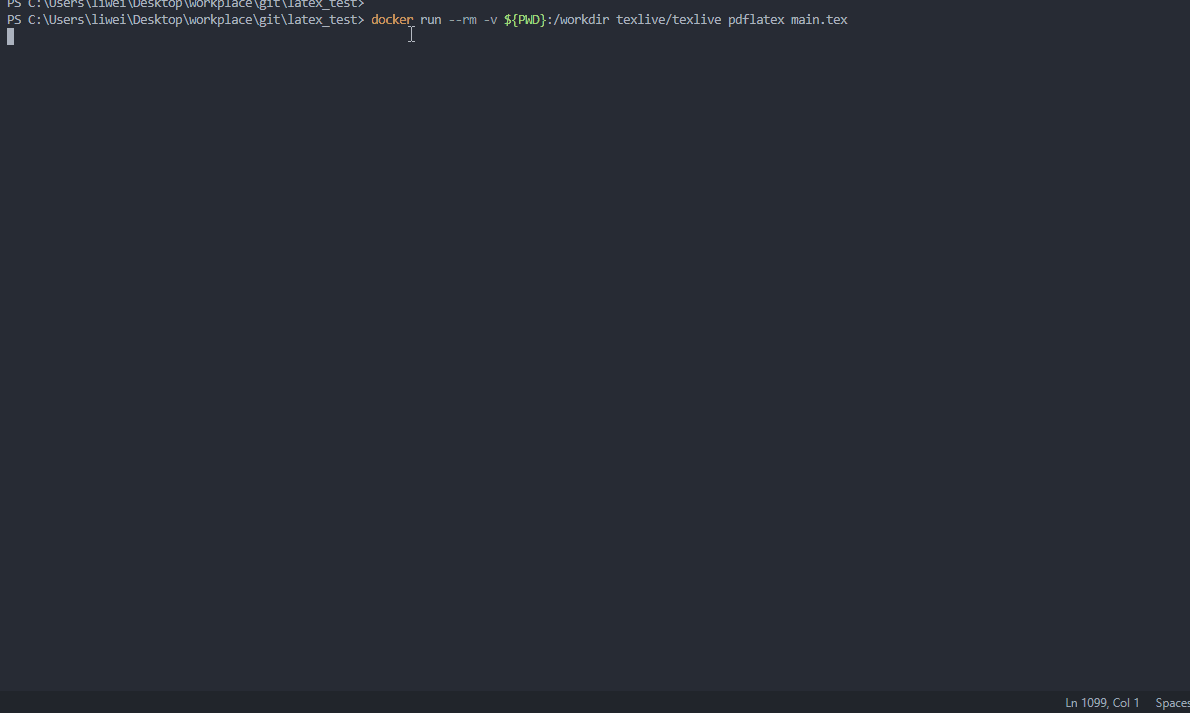 PS C:\Users\liwei\Desktop\workplace\git\latex_test>
PS C:\Users\liwei\Desktop\workplace\git\latex_test> docker run --rm -v ${PWD}:/workdir texlive/texlive pdflatex main.tex
Ln 1099, Col 1 Spaces